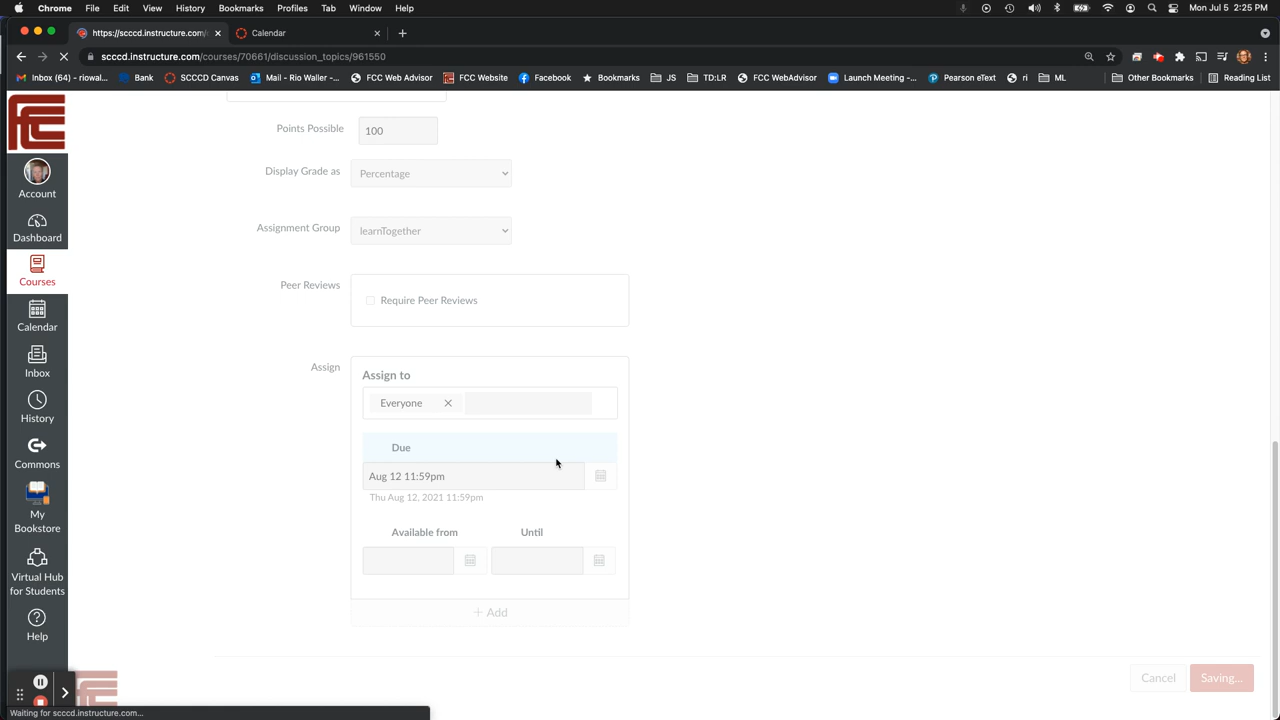 Chrome File Edit View History Bookmarks Profiles Tab Window Help Mon Jul 5 2:25 PM
https://scccd.instructure.com/ Calendar
scccd.instructure.com/courses/70661/discussion_topics/961550
Inbox (64) - riowal... Bank SCCCD Canvas Mail - Rio Waller -... FCC Web Advisor FCC Website Facebook Bookmarks JS TD:LR FCC WebAdvisor Launch Meeting -... Pearson eText ri ML Other Bookmarks Reading List
Points Possible 100
Display Grade as Percentage
Account
Assignment Group learnTogether
Dashboard
Courses
Peer Reviews
Require Peer Reviews
Calendar
Inbox
Assign
Assign to
Everyone
History
Due
Commons
Aug 12 11:59pm
Thu Aug 12, 2021 11:59pm
My
Bookstore
Available from Until
Virtual Hub
for Students
+ Add
Help
Cancel Saving...
Waiting for scccd.instructure.com...